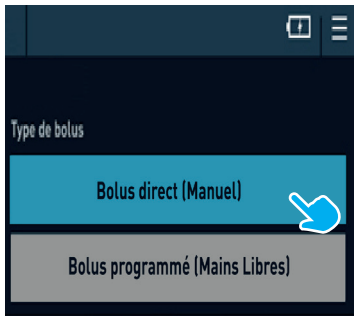 Type de bolus
Bolus direct (Manuel)
Bolus programmé (Mains Libres)